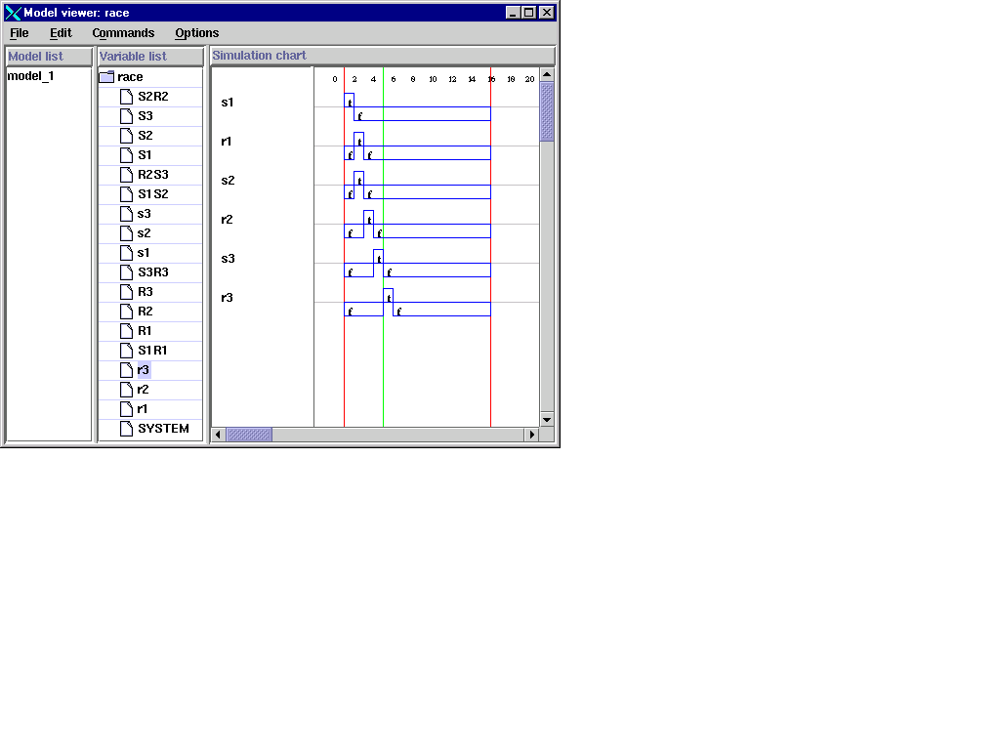 Model viewer: race
File Edit Commands Options
Model list
model_1
Variable list
race
S2R2
S3
S2
S1
R2S3
S1S2
s3
s2
s1
S3R3
R3
R2
R1
S1R1
r3
r2
r1
SYSTEM
Simulation chart
0 2 4 6 8 10 12 14 16 18 20
s1
t
f
r1
t
f f
s2
t
f f
r2
t
f f
s3
t
f f
r3
t
f f